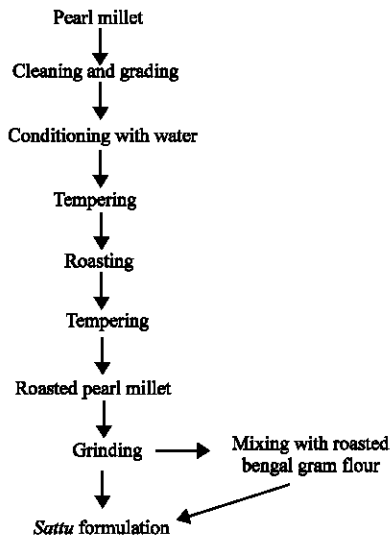 Pearl millet
Cleaning and grading
Conditioning with water
Tempering
Roasting
Tempering
Roasted pearl millet
Grinding
Mixing with roasted
bengal gram flour
Sattu formulation